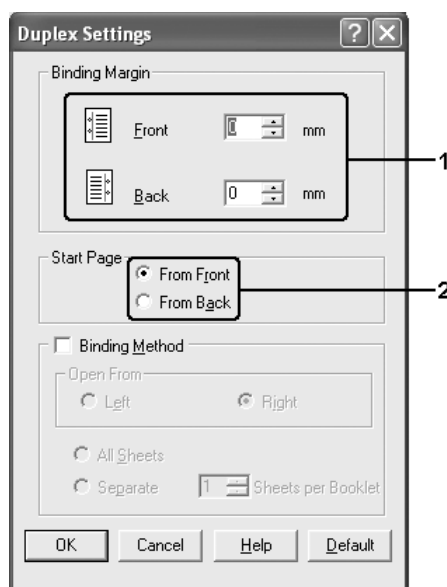 Duplex Settings
Binding Margin
Front 0 mm
1
Back 0 mm
Start Page
From Front
2
From Back
Binding Method
Open From
Left Right
All Sheets
Separate 1 Sheets per Booklet
OK Cancel Help Default